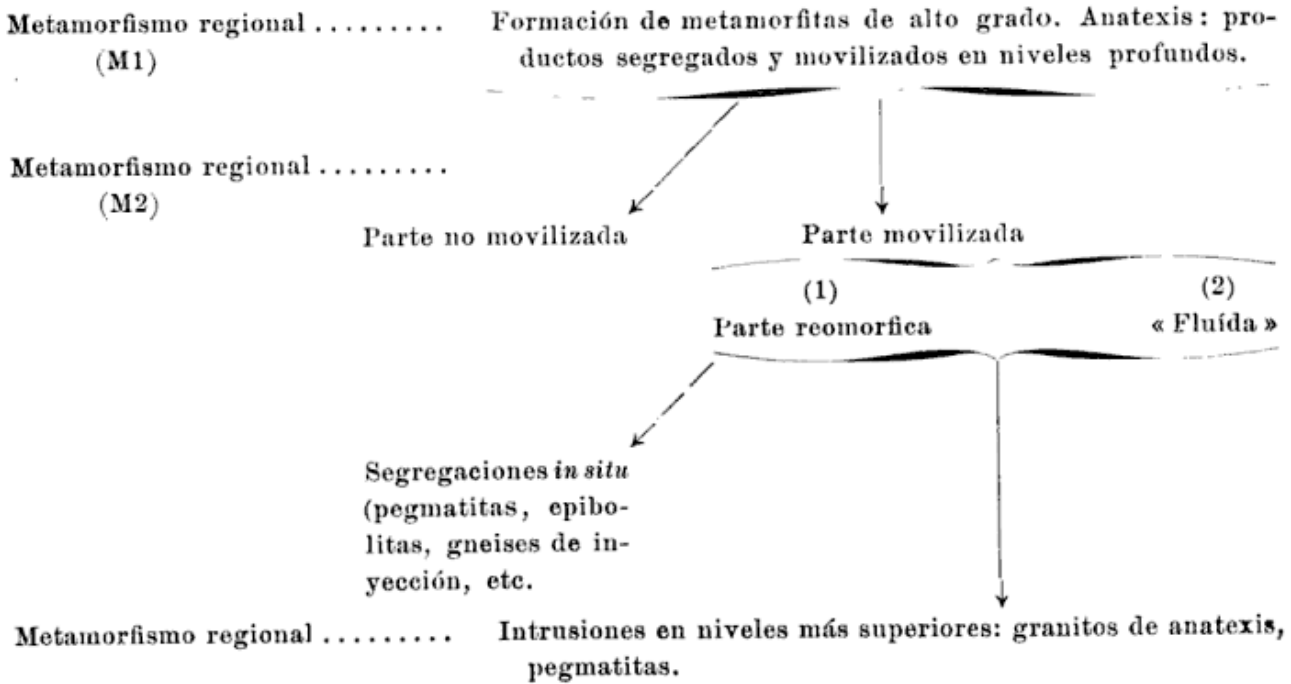 Metamorfismo regional ......... Formación de metamorfitas de alto grado. Anatexis: pro-
(M1) ductos segregados y movilizados en niveles profundos.
Metamorfismo regional .........
(M2)
Parte no movilizada Parte movilizada
(1) (2)
Parte reomorfica « Fluída »
Segregaciones in situ
(pegmatitas, epibo-
litas, gneises de in-
yección, etc.
Metamorfismo regional ......... Intrusiones en niveles más superiores: granitos de anatexis,
pegmatitas.